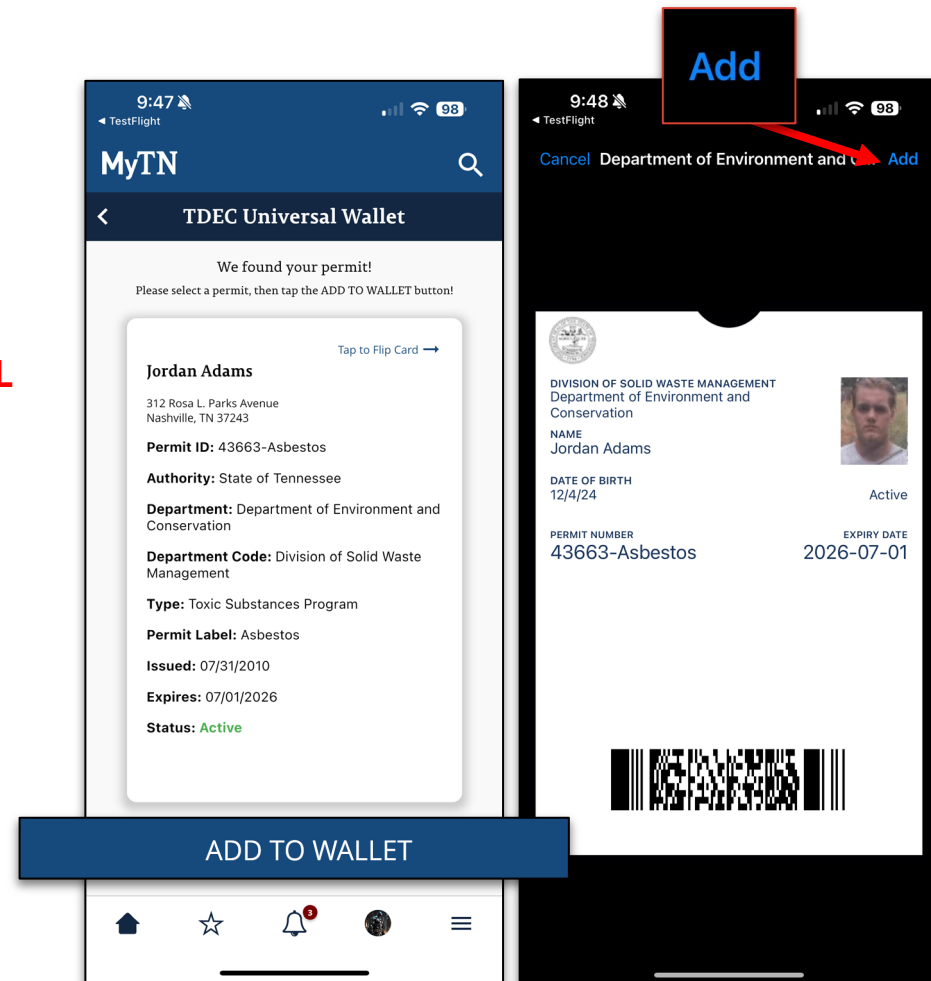 Add
9:47
98
◀ TestFlight
MyTN
TDEC Universal Wallet
We found your permit!
Please select a permit, then tap the ADD TO WALLET button!
Tap to Flip Card →
Jordan Adams
312 Rosa L. Parks Avenue
Nashville, TN 37243
Permit ID: 43663-Asbestos
Authority: State of Tennessee
Department: Department of Environment and
Conservation
Department Code: Division of Solid Waste
Management
Type: Toxic Substances Program
Permit Label: Asbestos
Issued: 07/31/2010
Expires: 07/01/2026
Status: Active
ADD TO WALLET
3
9:48
98
◀ TestFlight
Cancel Department of Environment and Add
DIVISION OF SOLID WASTE MANAGEMENT
Department of Environment and
Conservation
NAME
Jordan Adams
DATE OF BIRTH
12/4/24
Active
PERMIT NUMBER
43663-Asbestos
EXPIRY DATE
2026-07-01